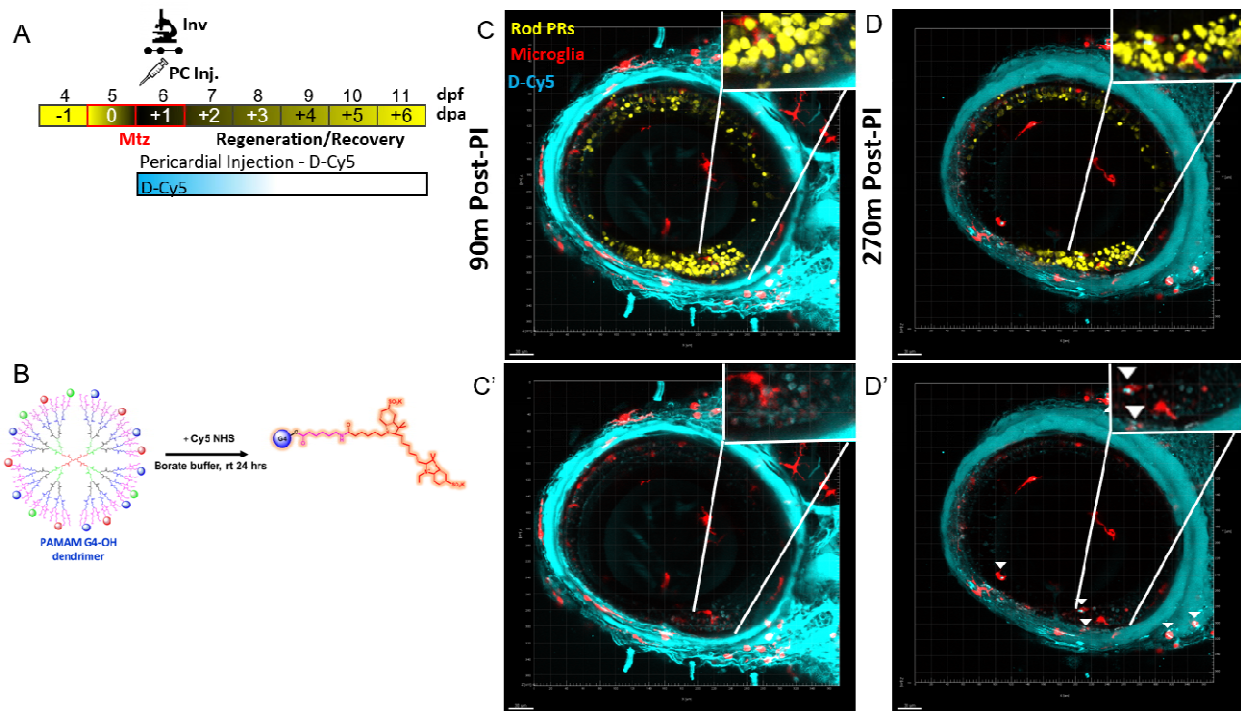 A
Inv
PC Inj.
4 5 6 7 8 9 10 11 dpf
-1 0 +1 +2 +3 +4 +5 +6 dpa
Mtz Regeneration/Recovery
Pericardial Injection - D-Cy5
D-Cy5
B
+ Cy5 NHS
Borate buffer, rt 24 hrs
G4
PAMAM G4-OH
dendrimer
C
Rod PRs
Microglia
D-Cy5
90m Post-PI
D
270m Post-PI
C'
D'